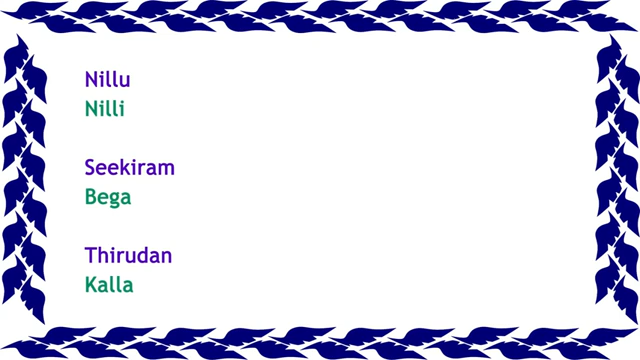 Nillu
Nilli
Seekiram
Bega
Thirudan
Kalla